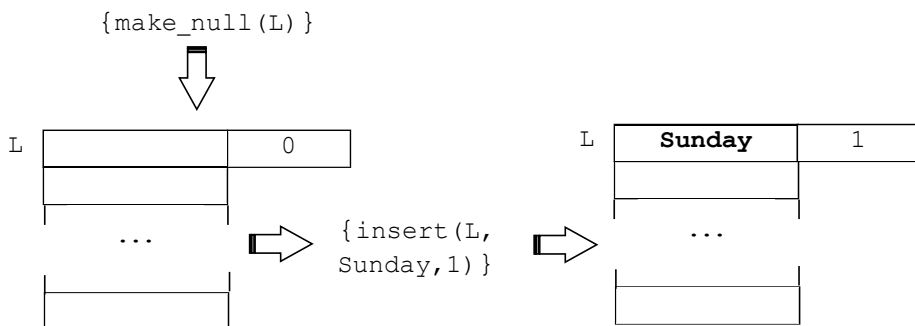 {make_null(L)}
L 0
L Sunday 1
...
{insert(L,
Sunday,1)}
...